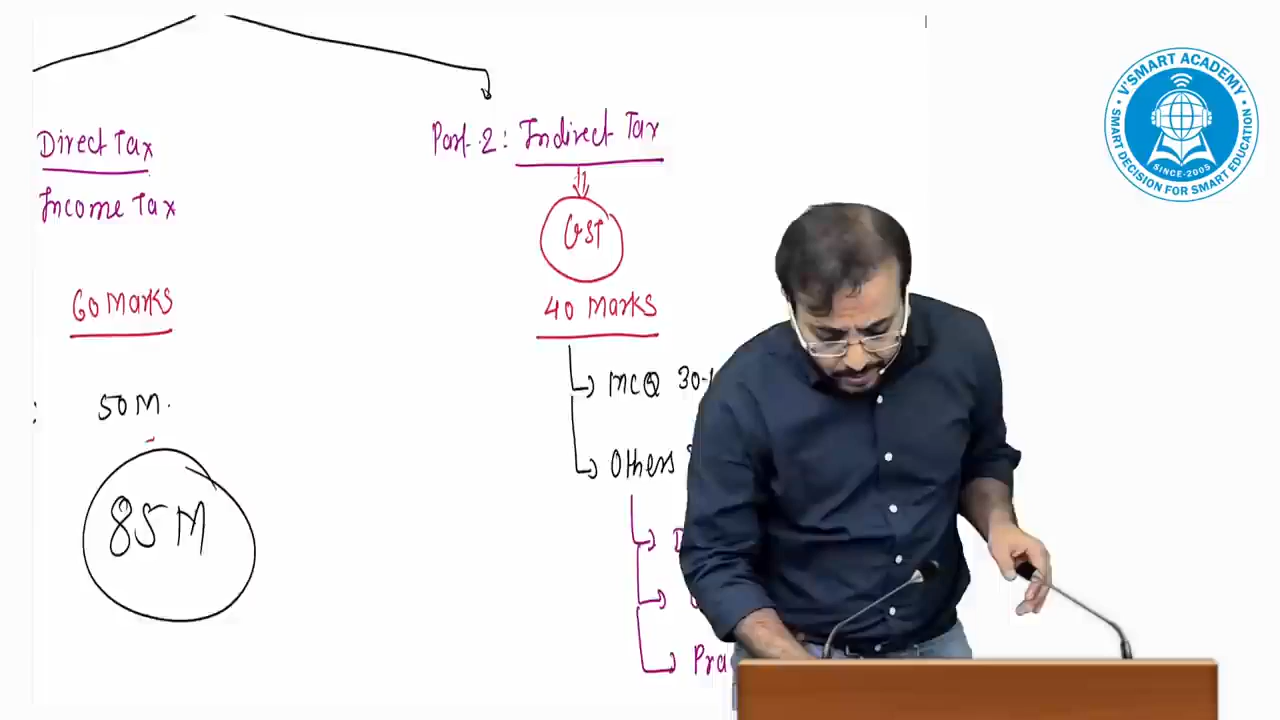 Direct Tax
Income Tax
60 Marks
50 M.
85 M
Part-2: Indirect Tax
GST
40 Marks
MCQ 30-
Others
Pra
V'SMART ACADEMY
SINCE-2005
SMART DECISION FOR SMART EDUCATION